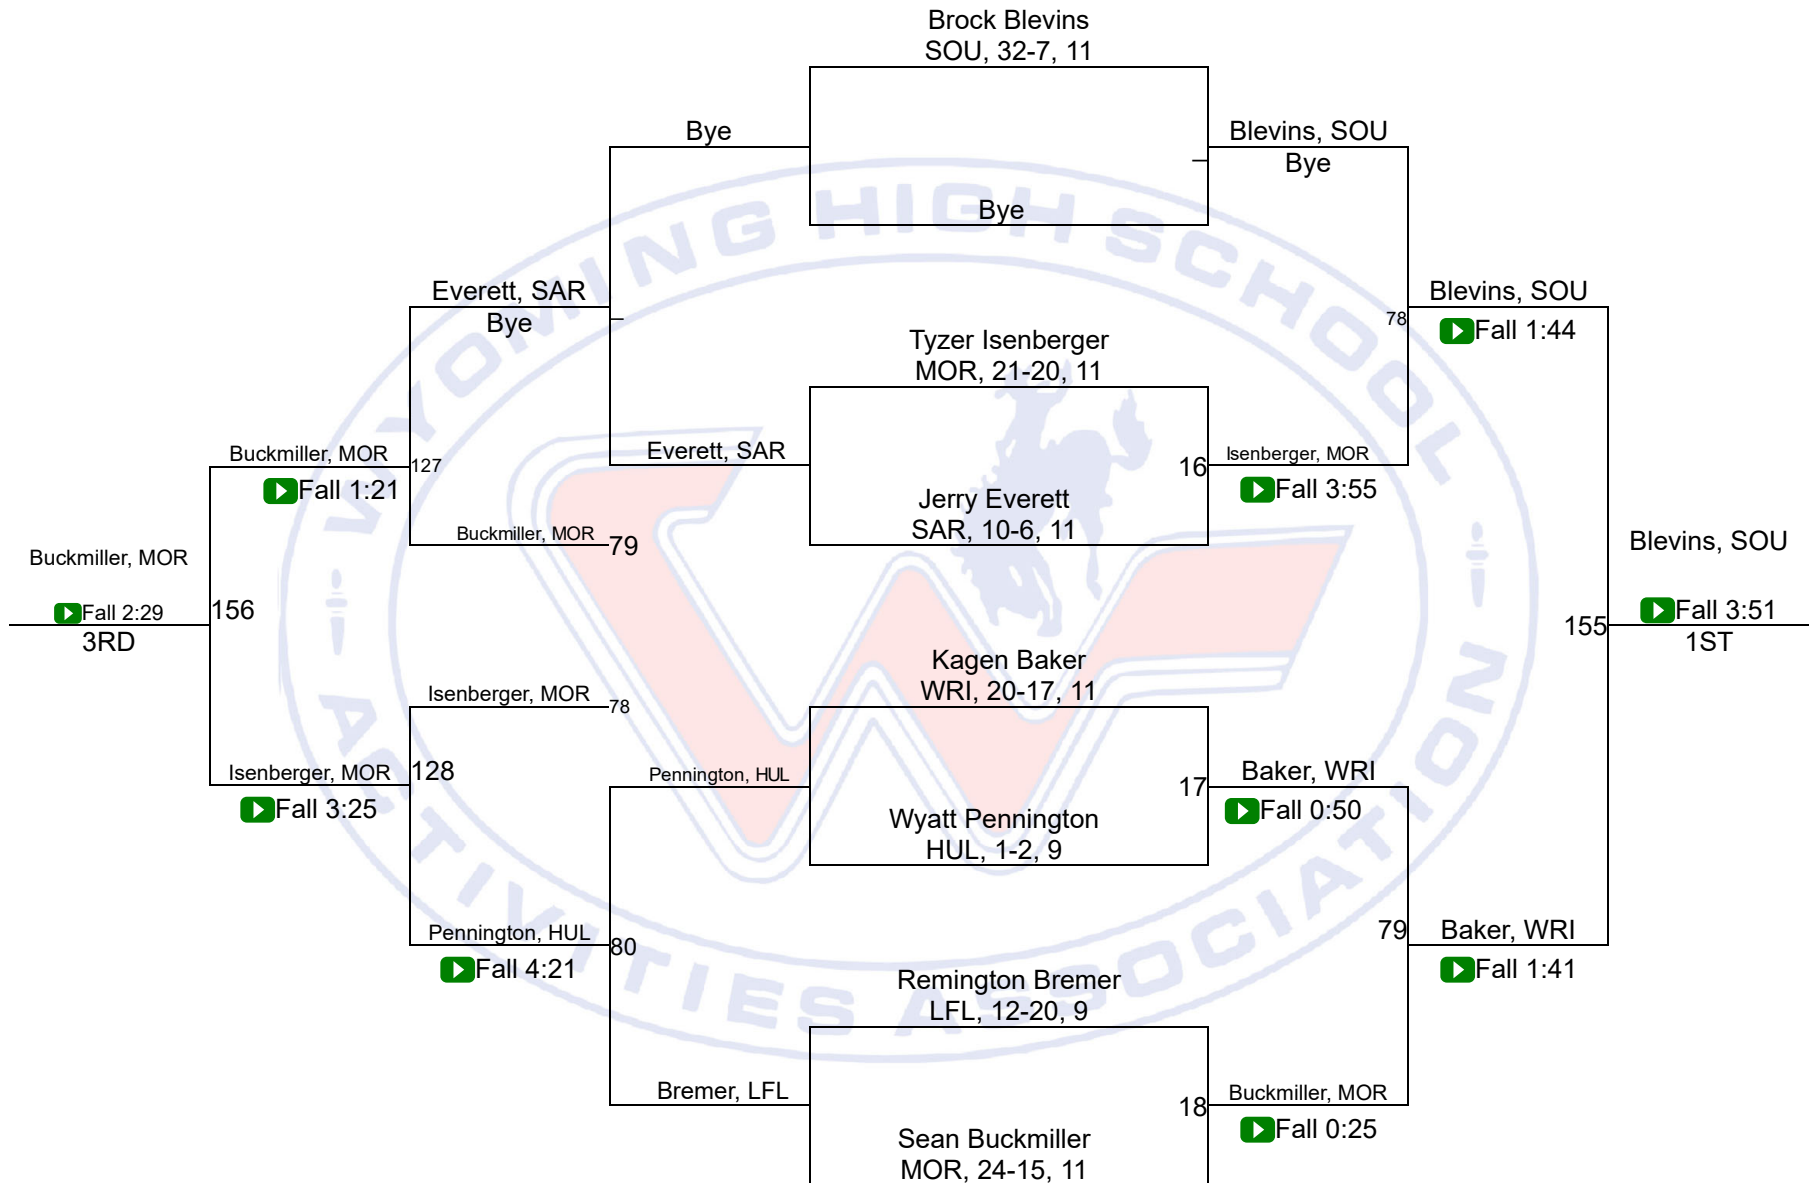 Brock Blevins
SOU, 32-7, 11
Bye
Blevins, SOU
Bye
Bye
Everett, SAR
Bye
Blevins, SOU
78
Fall 1:44
Tyzer Isenberger
MOR, 21-20, 11
Buckmiller, MOR
127
Fall 1:21
Everett, SAR
16
Isenberger, MOR
Fall 3:55
Jerry Everett
SAR, 10-6, 11
Buckmiller, MOR
79
Buckmiller, MOR
Fall 2:29
156
3RD
Blevins, SOU
155
Fall 3:51
1ST
Kagen Baker
WRI, 20-17, 11
Isenberger, MOR
78
Isenberger, MOR
128
Fall 3:25
Pennington, HUL
17
Baker, WRI
Fall 0:50
Wyatt Pennington
HUL, 1-2, 9
Pennington, HUL
80
Fall 4:21
79
Baker, WRI
Fall 1:41
Remington Bremer
LFL, 12-20, 9
Bremer, LFL
18
Buckmiller, MOR
Fall 0:25
Sean Buckmiller
MOR, 24-15, 11
WYOMING HIGH SCHOOL
ACTIVITIES ASSOCIATION